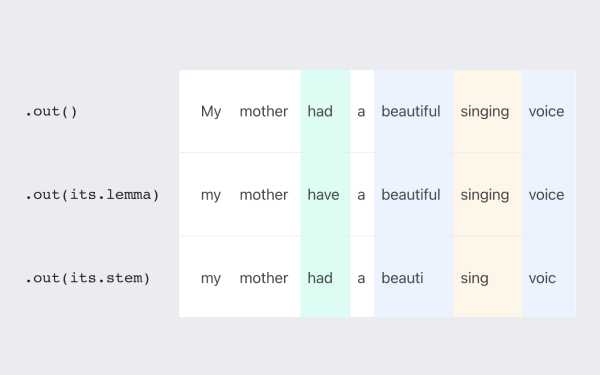 .out() My mother had a beautiful singing voice
.out(its.lemma) my mother have a beautiful singing voice
.out(its.stem) my mother had a beauti sing voic